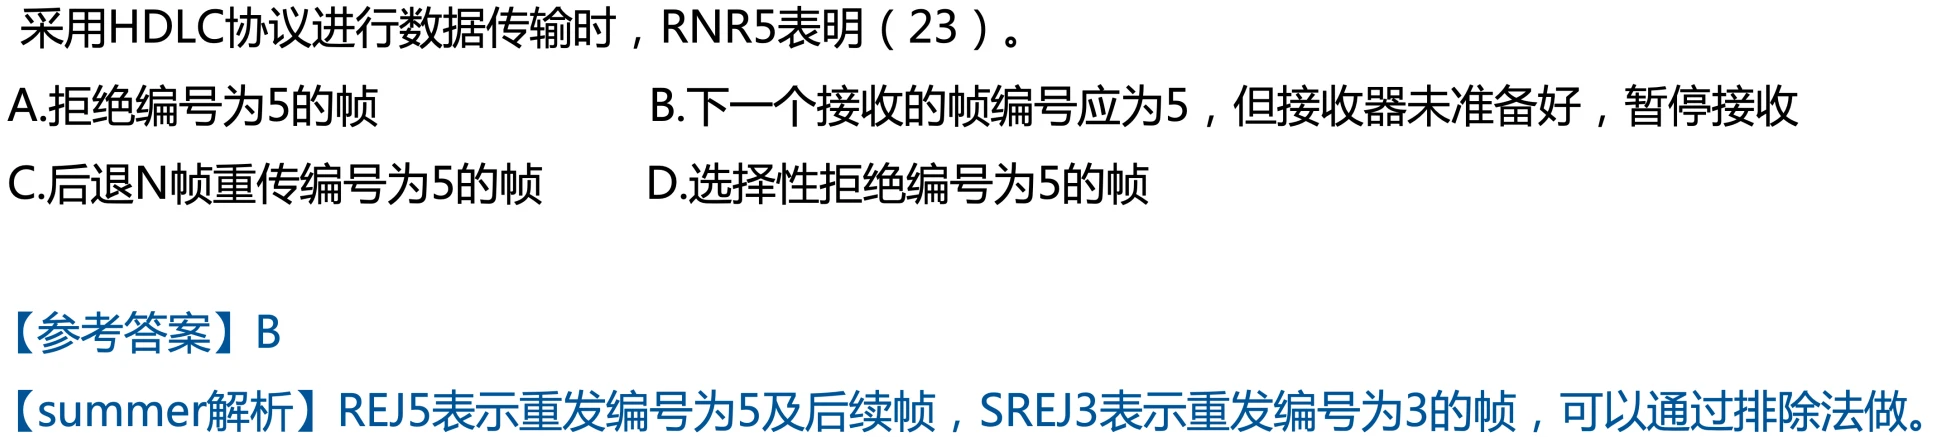 采用HDLC协议进行数据传输时，RNR5表明（23）。
A.拒绝编号为5的帧 B.下一个接收的帧编号应为5，但接收器未准备好，暂停接收
C.后退N帧重传编号为5的帧 D.选择性拒绝编号为5的帧
【参考答案】B
【summer解析】REJ5表示重发编号为5及后续帧，SREJ3表示重发编号为3的帧，可以通过排除法做。